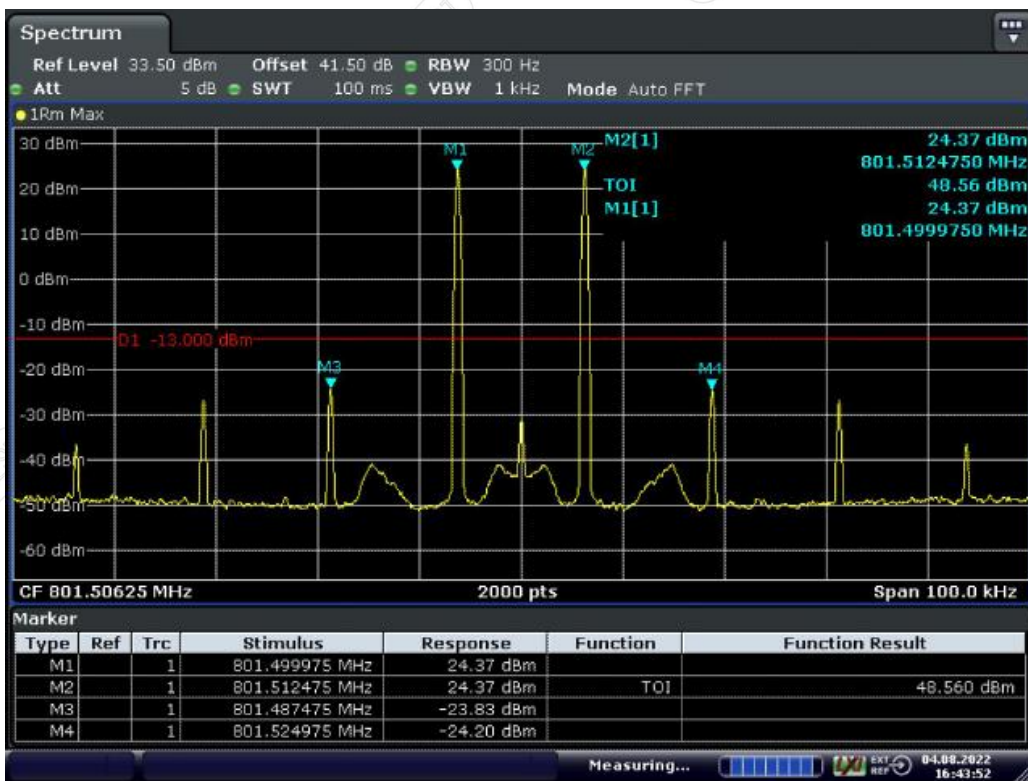 Spectrum
Ref Level 33.50 dBm Offset 41.50 dB RBW 300 Hz
Att 5 dB SWT 100 ms VBW 1 kHz Mode Auto FFT
1Rm Max
M2[1] 24.37 dBm
801.5124750 MHz
TOI 48.56 dBm
M1[1] 24.37 dBm
801.4999750 MHz
30 dBm
M1 M2
20 dBm
10 dBm
0 dBm
-10 dBm
D1 -13.000 dBm
-20 dBm
M3 M4
-30 dBm
-40 dBm
-50 dBm
-60 dBm
CF 801.50625 MHz 2000 pts Span 100.0 kHz
Marker
Type Ref Trc Stimulus Response Function Function Result
M1 1 801.499975 MHz 24.37 dBm
M2 1 801.512475 MHz 24.37 dBm TOI 48.560 dBm
M3 1 801.487475 MHz -23.83 dBm
M4 1 801.524975 MHz -24.20 dBm
Measuring... LXI EXT REF 04.08.2022
16:43:52